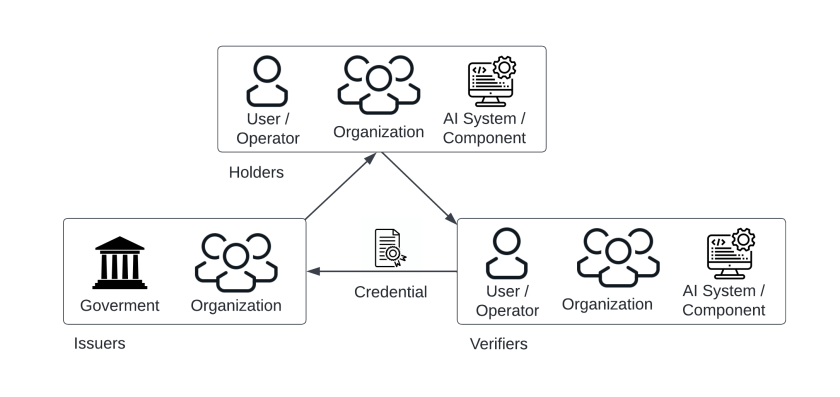 User /
Operator
Organization
AI System /
Component
Holders
Goverment
Organization
Issuers
Credential
User /
Operator
Organization
AI System /
Component
Verifiers